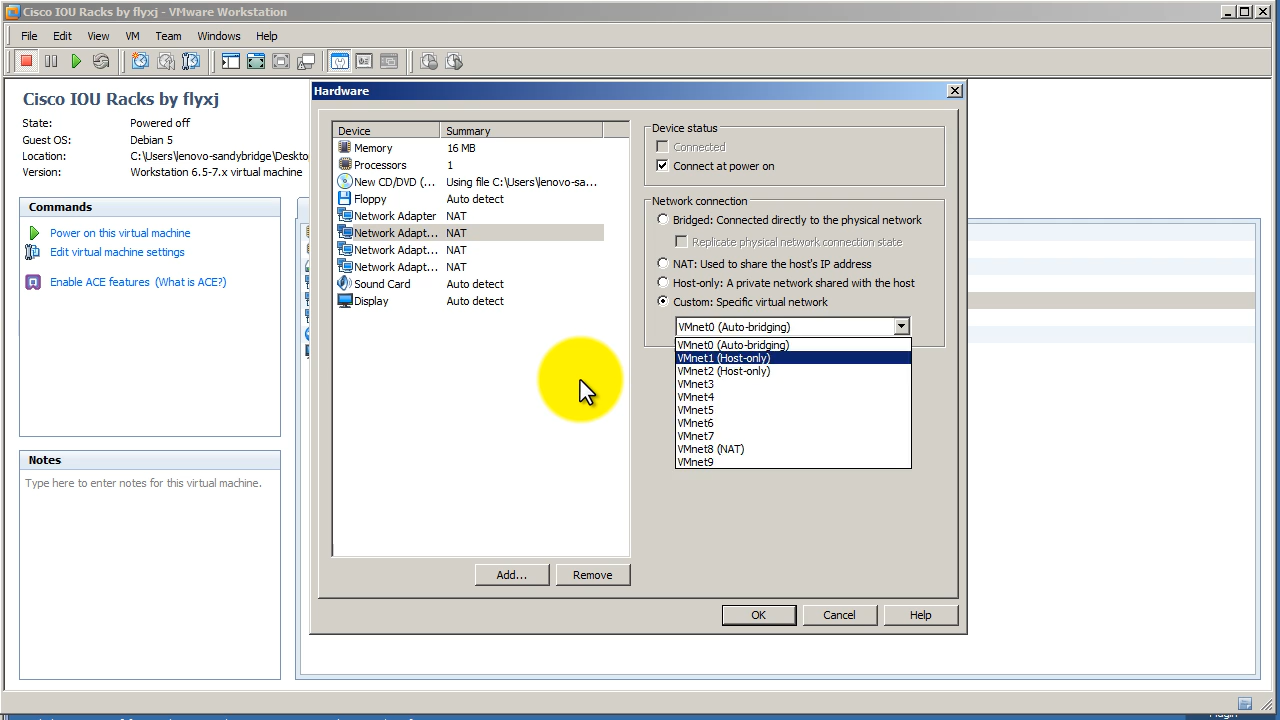 Cisco IOU Racks by flyxj - VMware Workstation
File Edit View VM Team Windows Help
Cisco IOU Racks by flyxj
State: Powered off
Guest OS: Debian 5
Location: C:\Users\lenovo-sandybridge\Deskto
Version: Workstation 6.5-7.x virtual machine
Commands
Power on this virtual machine
Edit virtual machine settings
Enable ACE features (What is ACE?)
Notes
Type here to enter notes for this virtual machine.
Hardware
Device Summary
Memory 16 MB
Processors 1
New CD/DVD (... Using file C:\Users\lenovo-sa...
Floppy Auto detect
Network Adapter NAT
Network Adapt... NAT
Network Adapt... NAT
Network Adapt... NAT
Sound Card Auto detect
Display Auto detect
Add... Remove
Device status
Connected
Connect at power on
Network connection
Bridged: Connected directly to the physical network
Replicate physical network connection state
NAT: Used to share the host's IP address
Host-only: A private network shared with the host
Custom: Specific virtual network
VMnet0 (Auto-bridging)
VMnet0 (Auto-bridging)
VMnet1 (Host-only)
VMnet2 (Host-only)
VMnet3
VMnet4
VMnet5
VMnet6
VMnet7
VMnet8 (NAT)
VMnet9
OK Cancel Help